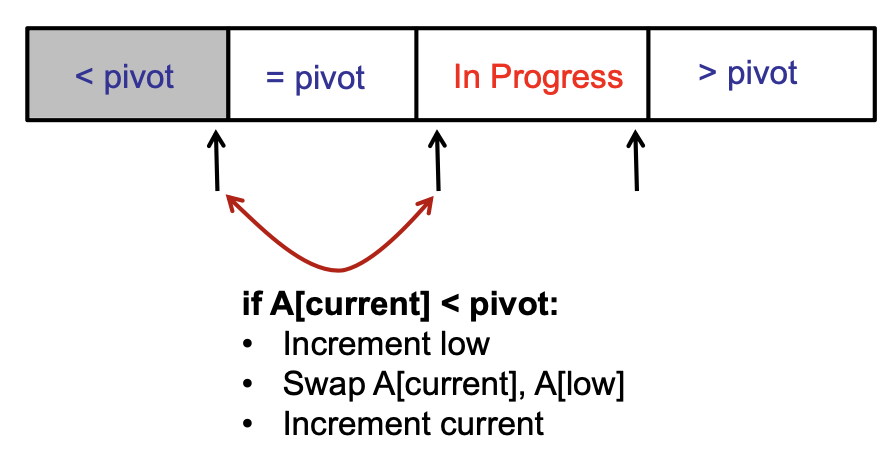 < pivot
= pivot
In Progress
> pivot
if A[current] < pivot:
• Increment low
• Swap A[current], A[low]
• Increment current